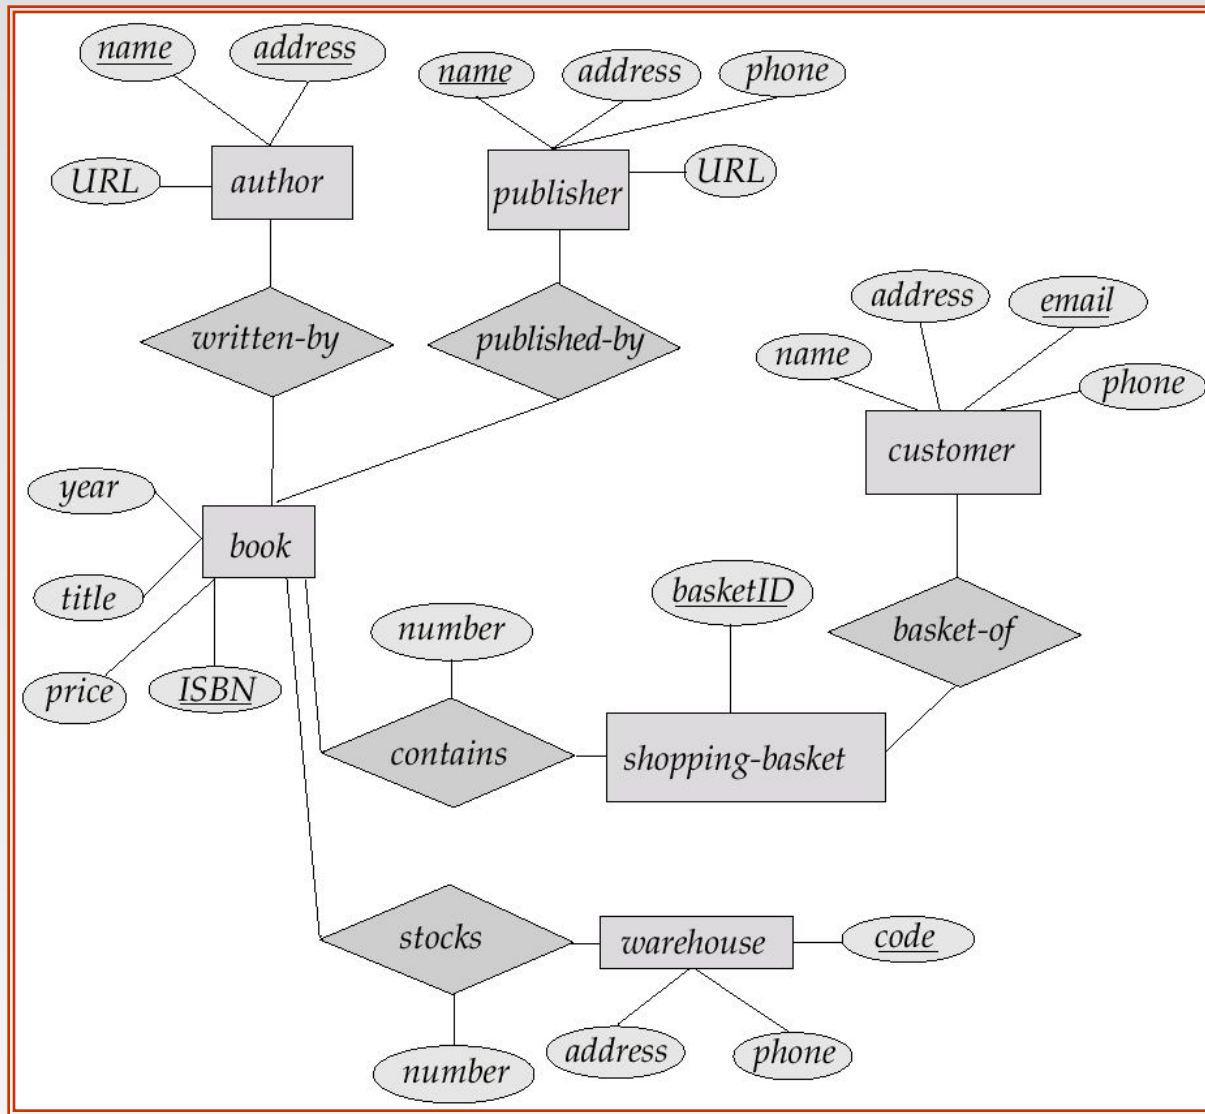 name
address
name
address
phone
URL
author
publisher
URL
written-by
published-by
address
email
name
phone
customer
year
book
title
price
ISBN
number
basketID
basket-of
contains
shopping-basket
stocks
warehouse
code
number
address
phone